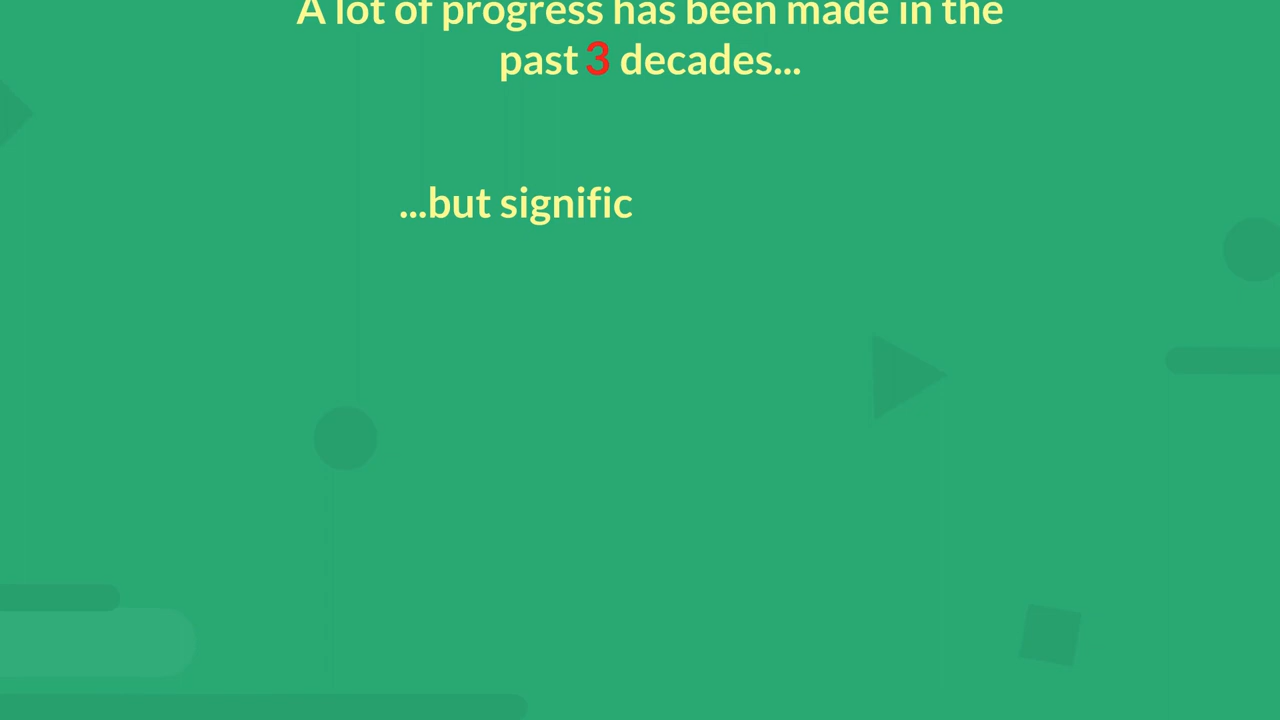 A lot of progress has been made in the
past 3 decades...
...but signific